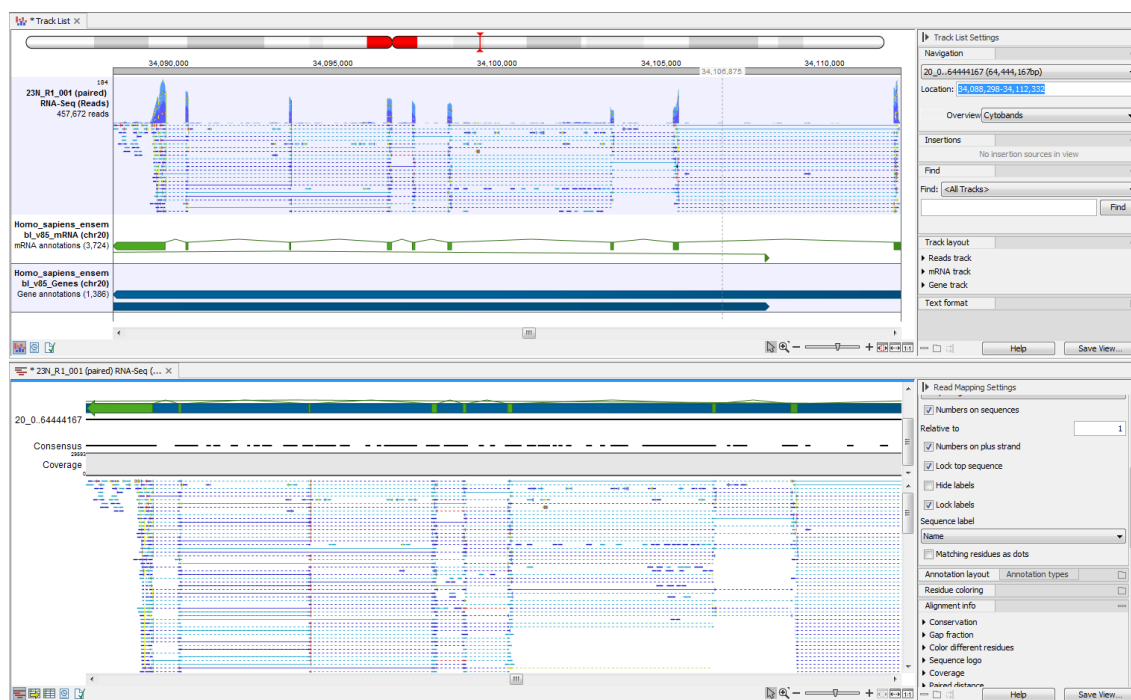 * Track List
Track List Settings
Navigation
20_0..64444167 (64,444,167bp)
Location: 34,088,298-34,112,332
Overview Cytobands
Insertions
No insertion sources in view
Find
Find: <All Tracks>
Find
Track layout
Reads track
mRNA track
Gene track
Text format
Help
Save View...
34,090,000
34,095,000
34,100,000
34,105,000
34,110,000
34,106,875
184
23N_R1_001 (paired)
RNA-Seq (Reads)
457,672 reads
Homo_sapiens_ensem
bl_v85_mRNA (chr20)
mRNA annotations (3,724)
Homo_sapiens_ensem
bl_v85_Genes (chr20)
Gene annotations (1,386)
1:1
* 23N_R1_001 (paired) RNA-Seq (...
Read Mapping Settings
Numbers on sequences
Relative to
1
Numbers on plus strand
Lock top sequence
Hide labels
Lock labels
Sequence label
Name
Matching residues as dots
Annotation layout
Annotation types
Residue coloring
Alignment info
Conservation
Gap fraction
Color different residues
Sequence logo
Coverage
Paired distance
Help
Save View...
20_0..64444167
Consensus
Coverage
0
1:1